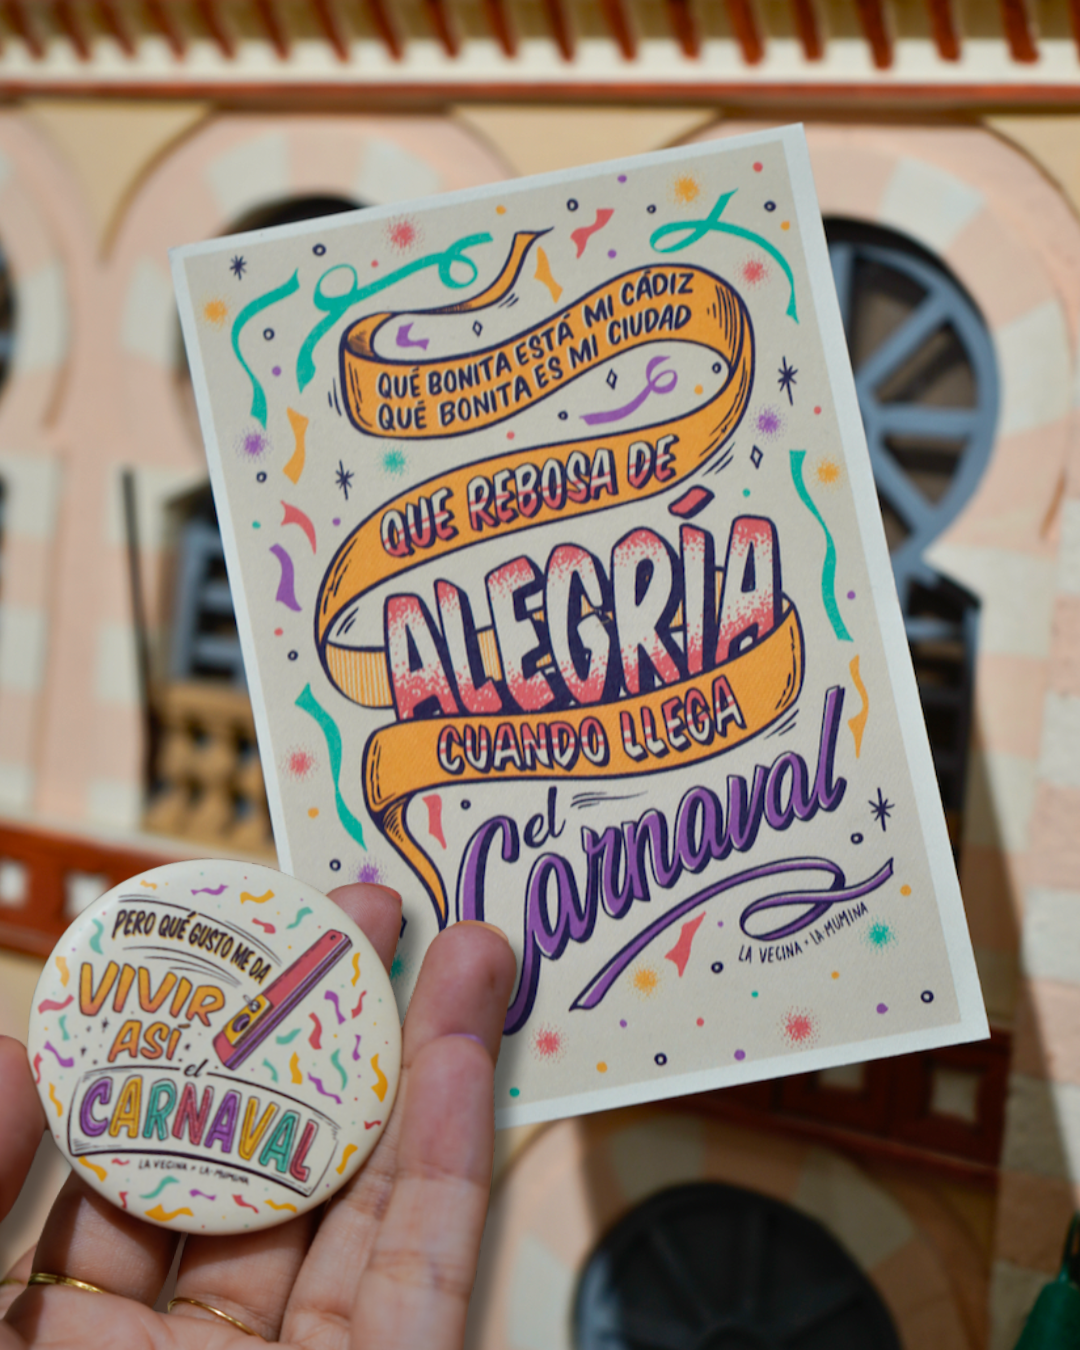 QUÉ BONITA ESTÁ MI CÁDIZ
QUÉ BONITA ES MI CIUDAD
QUE REBOSA DE
ALEGRÍA
CUANDO LLEGA
el
Carnaval
LA VECINA × LA·MUMINA
PERO QUÉ GUSTO ME DA
VIVIR
ASÍ
el
CARNAVAL
LA VECINA × LA·MUMINA